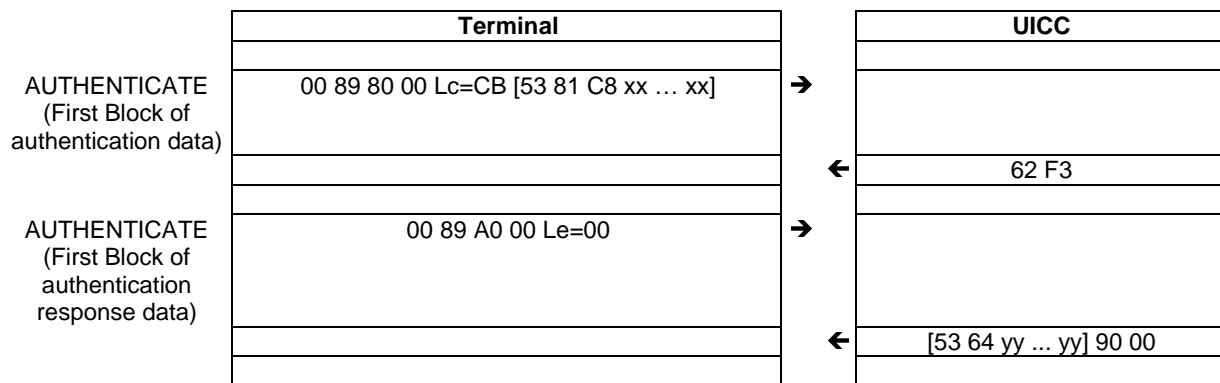 Terminal UICC
AUTHENTICATE 00 89 80 00 Lc=CB [53 81 C8 xx … xx] ➔
(First Block of
authentication data)
🡸 62 F3
AUTHENTICATE 00 89 A0 00 Le=00 ➔
(First Block of
authentication
response data)
🡸 [53 64 yy ... yy] 90 00